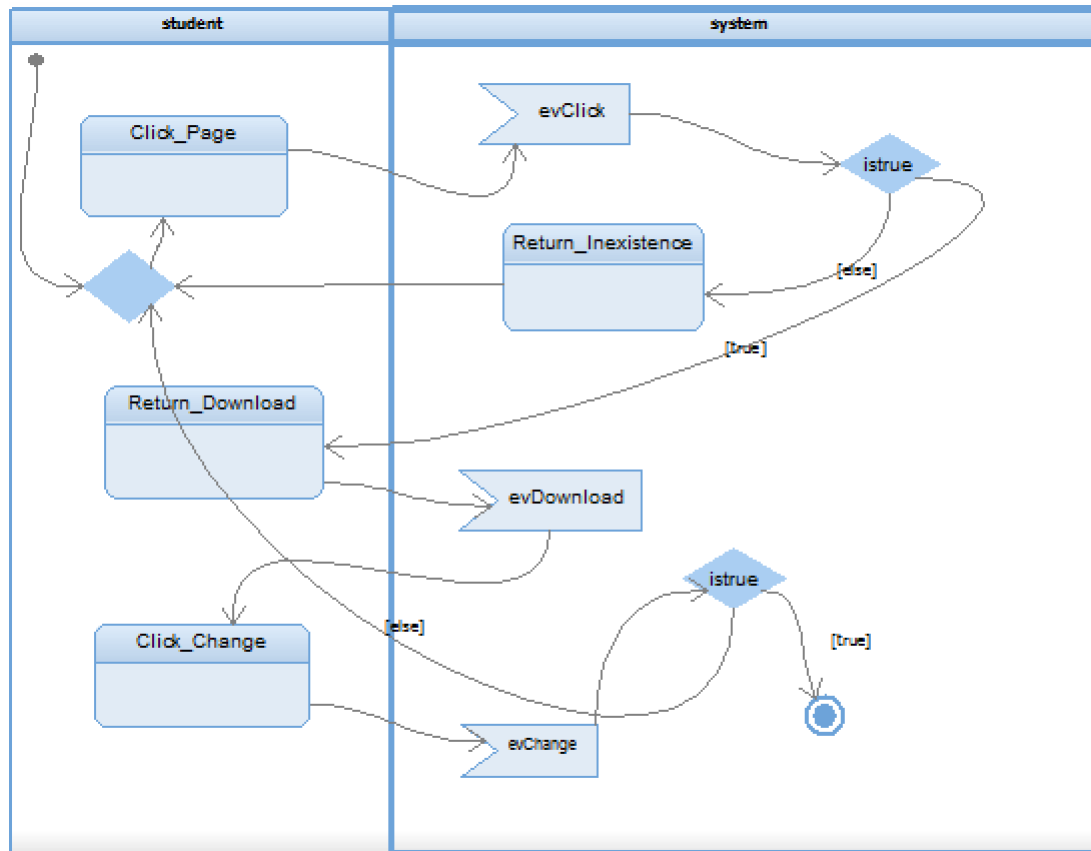 student
system
evClick
Click_Page
istrue
Return_Inexistence
[else]
[true]
Return_Download
evDownload
istrue
[else]
Click_Change
[true]
evChange